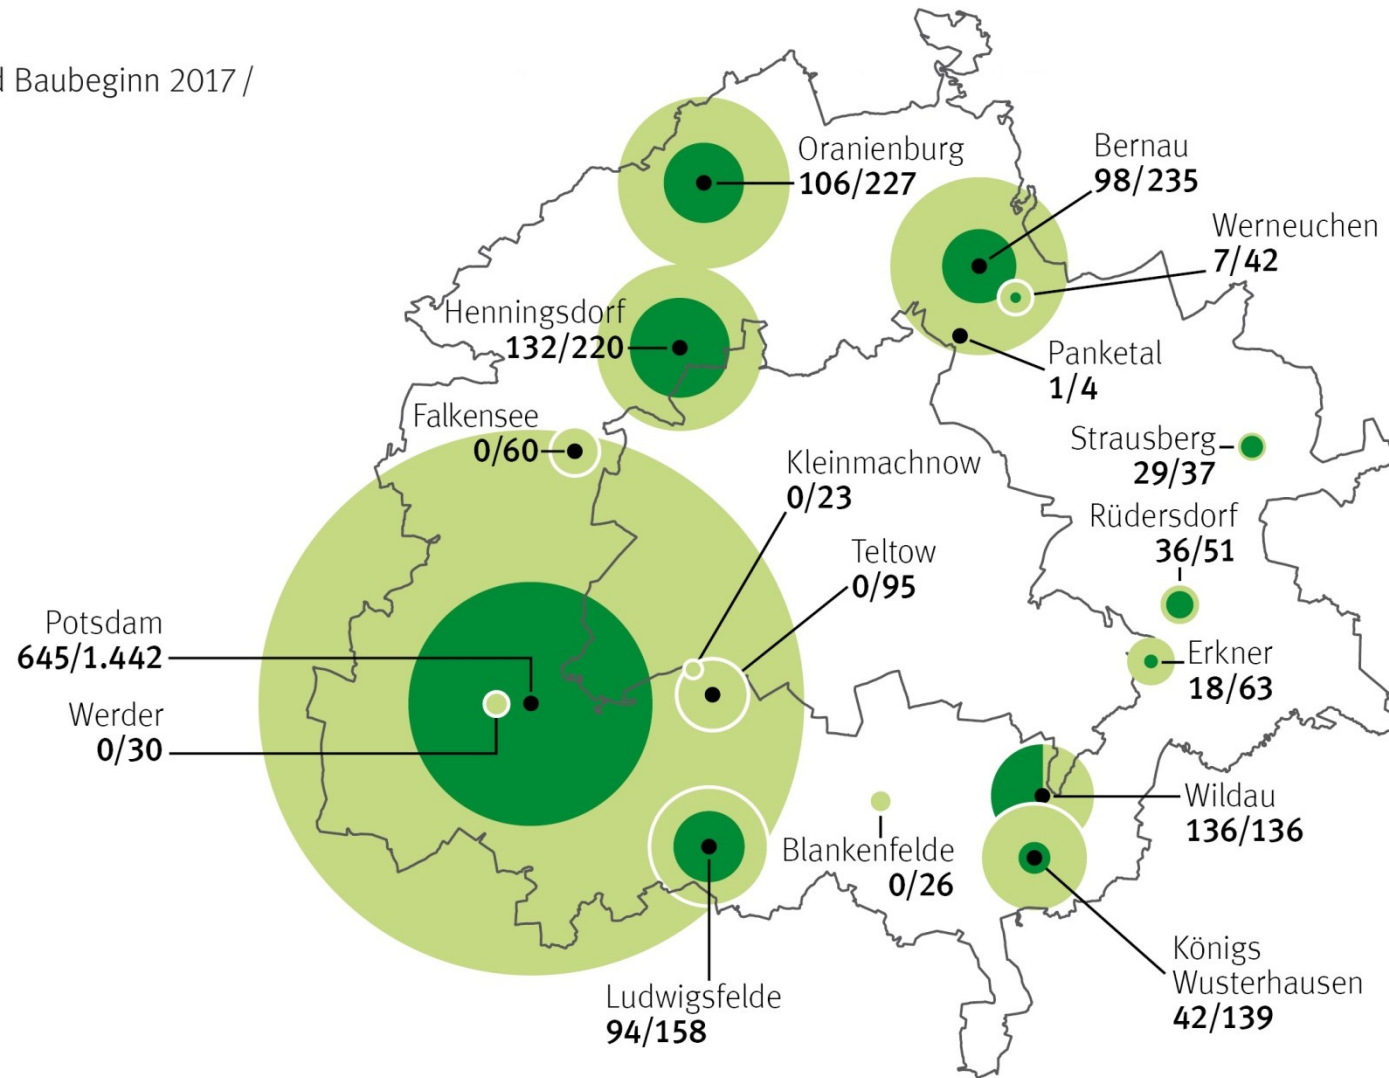 Baubeginn 2017 /
Oranienburg
106/227
Bernau
98/235
Werneuchen
7/42
Henningsdorf
132/220
Panketal
1/4
Falkensee
0/60
Strausberg
29/37
Kleinmachnow
0/23
Rüdersdorf
36/51
Teltow
0/95
Potsdam
645/1.442
Erkner
18/63
Werder
0/30
Wildau
136/136
Blankenfelde
0/26
Königs
Wusterhausen
42/139
Ludwigsfelde
94/158